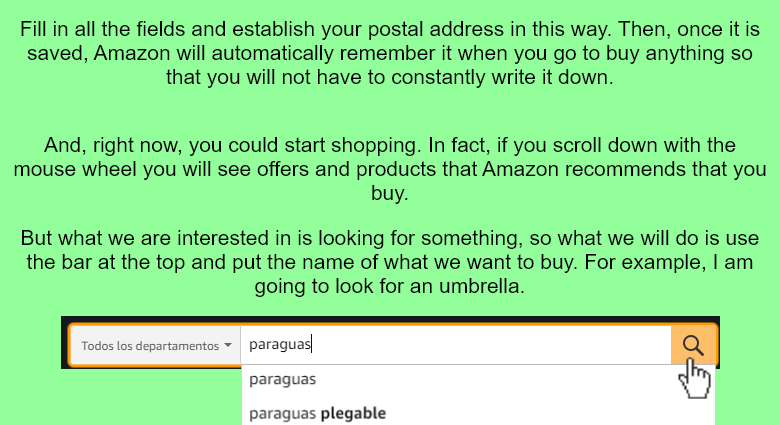 Fill in all the fields and establish your postal address in this way. Then, once it is
saved, Amazon will automatically remember it when you go to buy anything so
that you will not have to constantly write it down.
And, right now, you could start shopping. In fact, if you scroll down with the
mouse wheel you will see offers and products that Amazon recommends that you
buy.
But what we are interested in is looking for something, so what we will do is use
the bar at the top and put the name of what we want to buy. For example, I am
going to look for an umbrella.
Todos los departamentos paraguas
paraguas
paraguas plegable